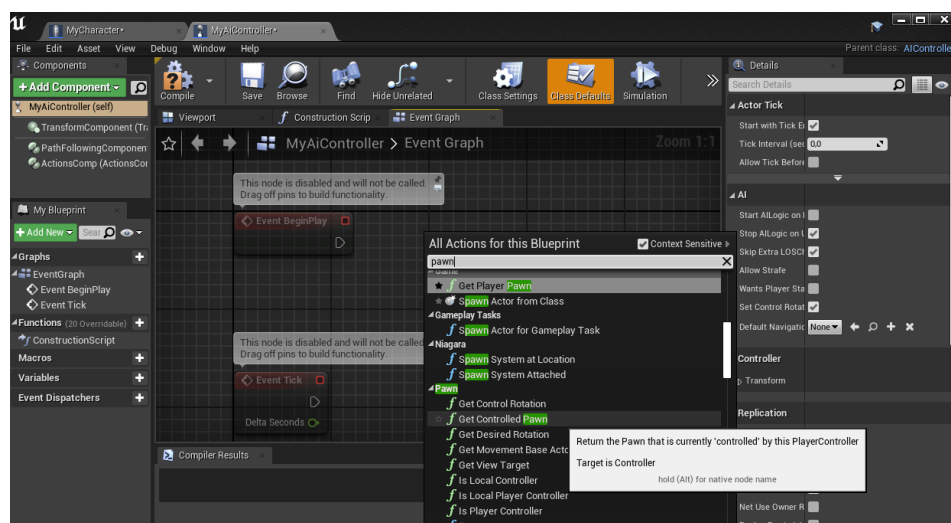 MyCharacter*
MyAiController*
File Edit Asset View Debug Window Help
Parent class: AIControlle
Components
+Add Component
MyAiController (self)
TransformComponent (Tra
PathFollowingComponen
ActionsComp (ActionsCor
My Blueprint
+Add New
Sear
Graphs
EventGraph
Event BeginPlay
Event Tick
Functions (20 Overridable)
ConstructionScript
Macros
Variables
Event Dispatchers
Compile
Save
Browse
Find
Hide Unrelated
Class Settings
Class Defaults
Simulation
Viewport
Construction Scrip
Event Graph
MyAiController > Event Graph
Zoom 1:1
This node is disabled and will not be called.
Drag off pins to build functionality.
Event BeginPlay
This node is disabled and will not be called
Drag off pins to build functionality.
Event Tick
Delta Seconds
Compiler Results
All Actions for this Blueprint
Context Sensitive
pawn
Game
Get Player Pawn
Spawn Actor from Class
Gameplay Tasks
Spawn Actor for Gameplay Task
Niagara
Spawn System at Location
Spawn System Attached
Pawn
Get Control Rotation
Get Controlled Pawn
Get Desired Rotation
Get Movement Base Acto
Get View Target
Is Local Controller
Is Local Player Controller
Is Player Controller
Return the Pawn that is currently 'controlled' by this PlayerController
Target is Controller
hold (Alt) for native node name
Details
Search Details
Actor Tick
Start with Tick E
Tick Interval (sec
0,0
Allow Tick Before
AI
Start AILogic on
Stop AILogic on
Skip Extra LOSCh
Allow Strafe
Wants Player Sta
Set Control Rotat
Default Navigatic
None
Controller
Transform
Replication
Net Use Owner R